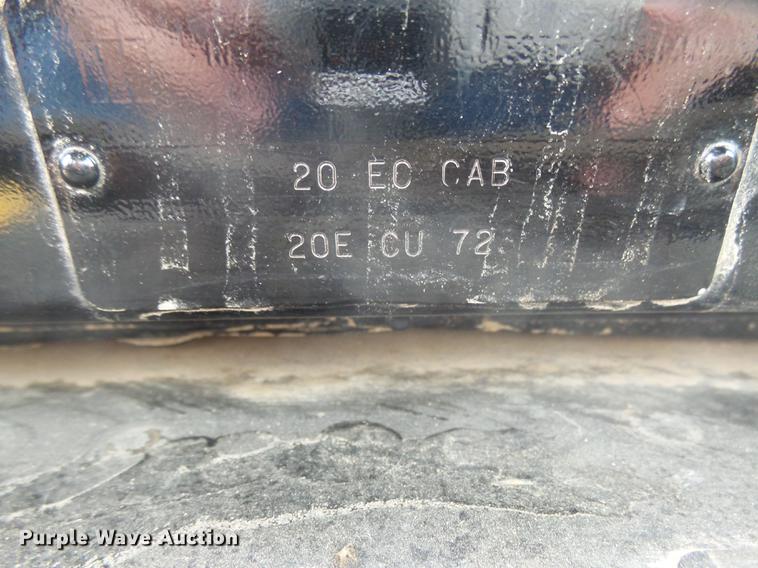 20 EC CAB
20E CU 72
Purple Wave Auction